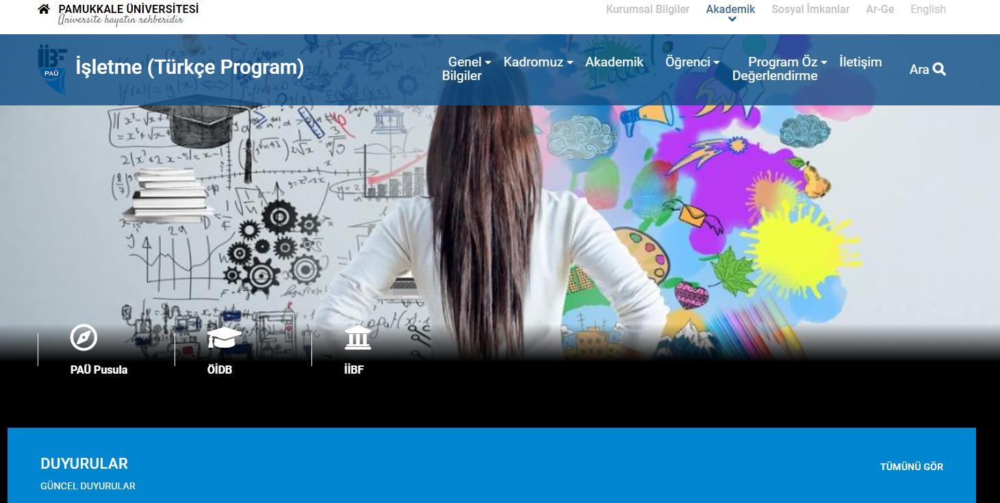 PAMUKKALE ÜNİVERSİTESİ
Üniversite hayatın rehberidir
Kurumsal Bilgiler Akademik Sosyal İmkanlar Ar-Ge English
İİBF
PAÜ
İşletme (Türkçe Program)
Genel Bilgiler
Kadromuz
Akademik
Öğrenci
Program Öz Değerlendirme
İletişim
Ara
PAÜ Pusula
ÖİDB
İİBF
DUYURULAR
GÜNCEL DUYURULAR
TÜMÜNÜ GÖR